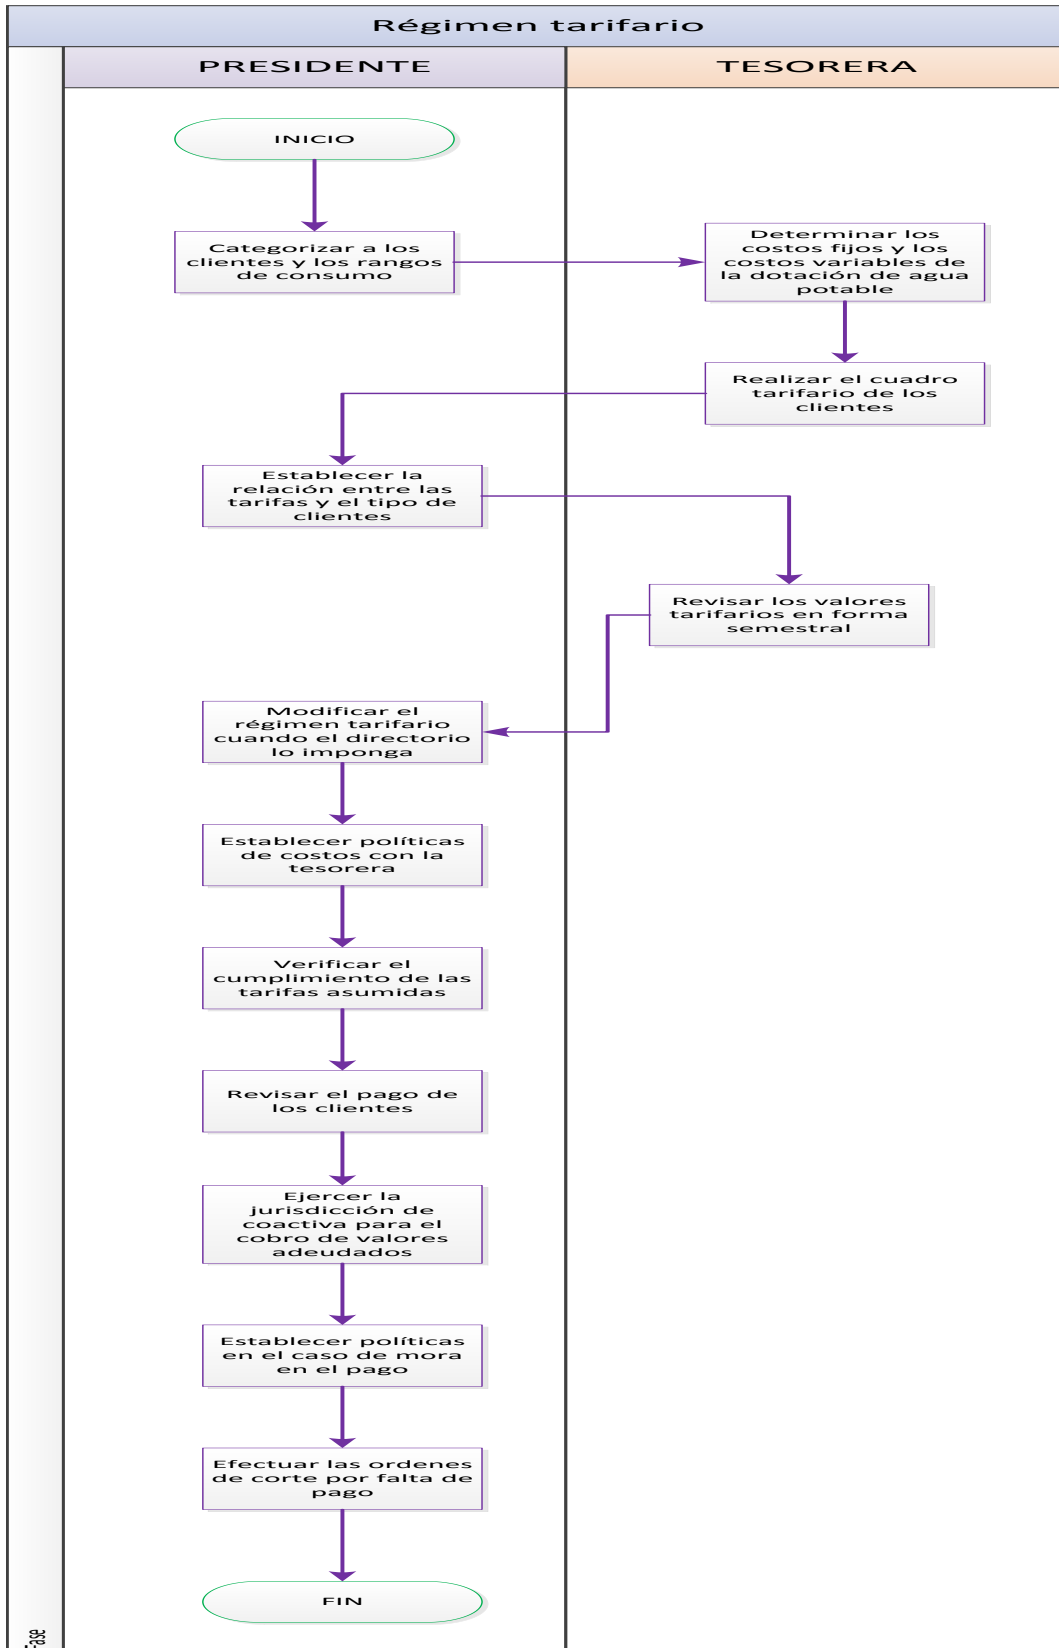 Régimen tarifario
PRESIDENTE
TESORERA
INICIO
Categorizar a los
clientes y los rangos
de consumo
Determinar los
costos fijos y los
costos variables de
la dotación de agua
potable
Realizar el cuadro
tarifario de los
clientes
Establecer la
relación entre las
tarifas y el tipo de
clientes
Revisar los valores
tarifarios en forma
semestral
Modificar el
régimen tarifario
cuando el directorio
lo imponga
Establecer políticas
de costos con la
tesorera
Verificar el
cumplimiento de las
tarifas asumidas
Revisar el pago de
los clientes
Ejercer la
jurisdicción de
coactiva para el
cobro de valores
adeudados
Establecer políticas
en el caso de mora
en el pago
Efectuar las ordenes
de corte por falta de
pago
FIN
Fase